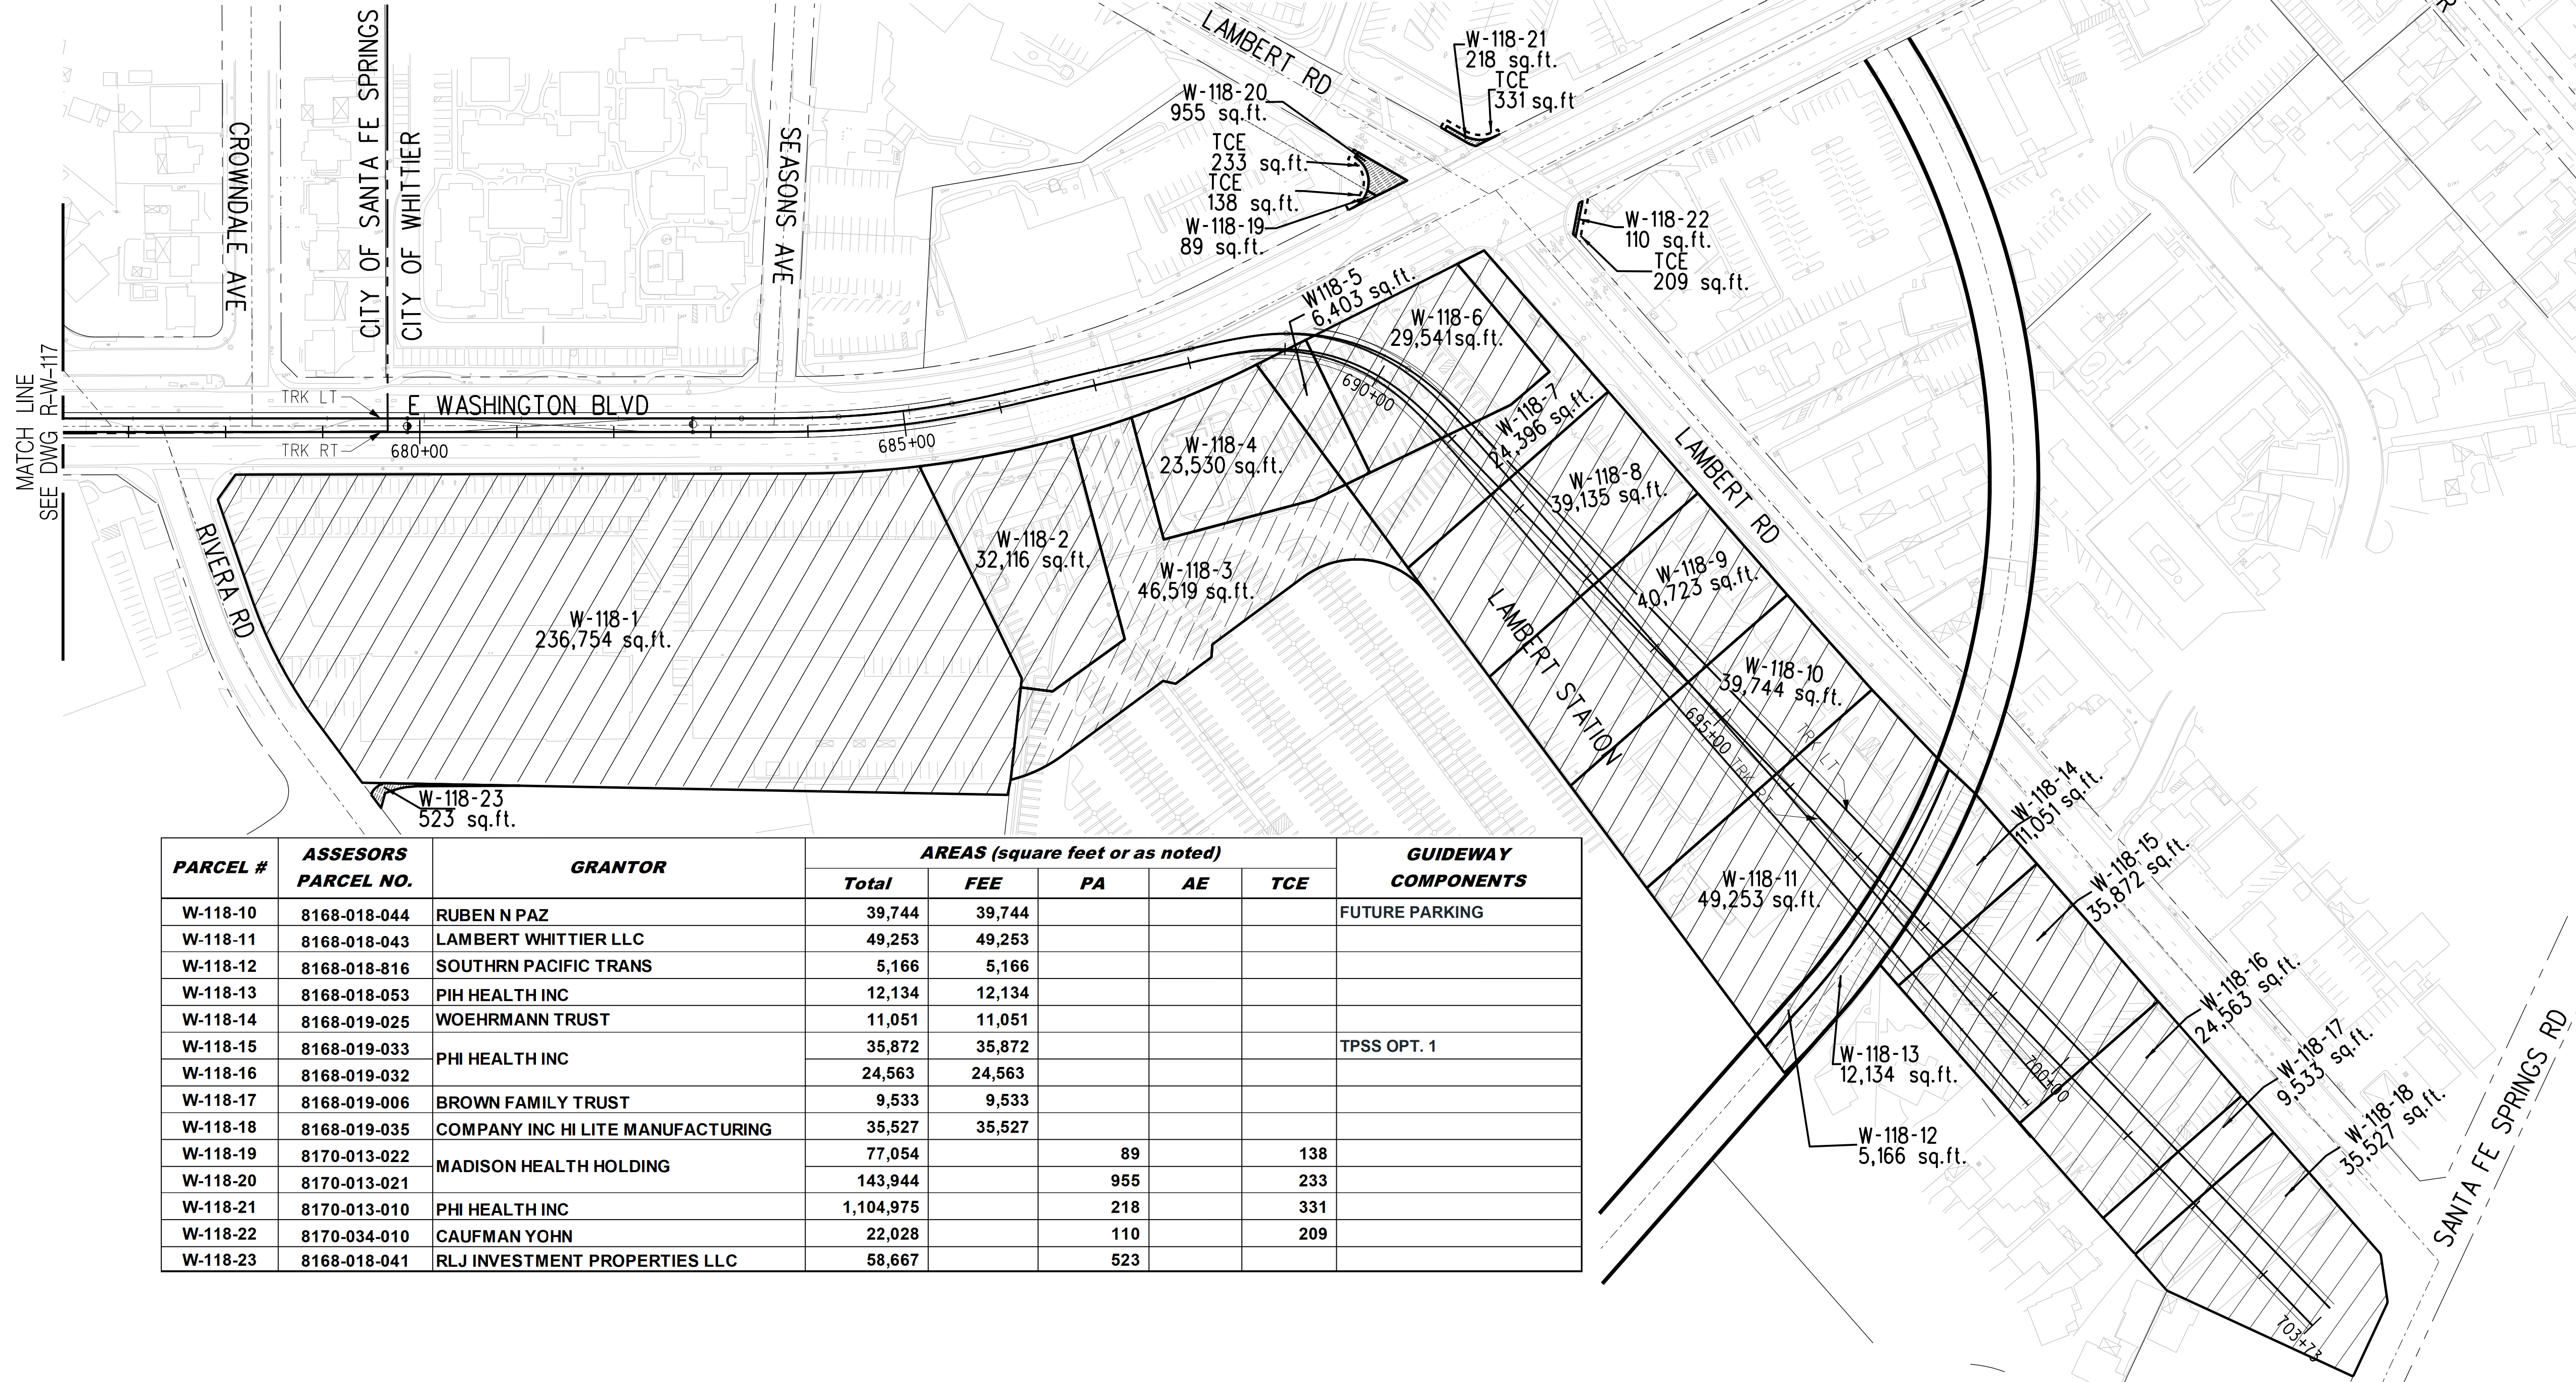 LAMBERT RD
W-118-21
218 sq.ft.
TCE
331 sq.ft
W-118-20
955 sq.ft.
TCE
233 sq.ft.
TCE
138 sq.ft.
W-118-19
89 sq.ft.
W-118-22
110 sq.ft.
TCE
209 sq.ft.
CROWNDALE AVE
CITY OF SANTA FE SPRINGS
CITY OF WHITTIER
SEASONS AVE
MATCH LINE
SEE DWG R-W-117
TRK LT
E WASHINGTON BLVD
TRK RT
680+00
685+00
690+00
W118-5
6,403 sq.ft.
W-118-6
29,541sq.ft.
W-118-7
24,396 sq.ft.
W-118-4
23,530 sq.ft.
W-118-8
39,135 sq.ft.
LAMBERT RD
W-118-2
32,116 sq.ft.
W-118-3
46,519 sq.ft.
W-118-9
40,723 sq.ft.
RIVERA RD
W-118-1
236,754 sq.ft.
LAMBERT STATION
W-118-10
39,744 sq.ft.
695+00
TRK RT
TRK LT
W-118-14
11,051 sq.ft.
W-118-15
35,872 sq.ft.
W-118-11
49,253 sq.ft.
W-118-16
24,563 sq.ft.
W-118-17
9,533 sq.ft.
W-118-18
35,527 sq.ft.
W-118-13
12,134 sq.ft.
W-118-12
5,166 sq.ft.
700+00
703+73
SANTA FE SPRINGS RD
W-118-23
523 sq.ft.
PARCEL # ASSESORS PARCEL NO. GRANTOR AREAS (square feet or as noted) GUIDEWAY COMPONENTS
Total FEE PA AE TCE
W-118-10 8168-018-044 RUBEN N PAZ 39,744 39,744 FUTURE PARKING
W-118-11 8168-018-043 LAMBERT WHITTIER LLC 49,253 49,253
W-118-12 8168-018-816 SOUTHRN PACIFIC TRANS 5,166 5,166
W-118-13 8168-018-053 PIH HEALTH INC 12,134 12,134
W-118-14 8168-019-025 WOEHRMANN TRUST 11,051 11,051
W-118-15 8168-019-033 PHI HEALTH INC 35,872 35,872 TPSS OPT. 1
W-118-16 8168-019-032 24,563 24,563
W-118-17 8168-019-006 BROWN FAMILY TRUST 9,533 9,533
W-118-18 8168-019-035 COMPANY INC HI LITE MANUFACTURING 35,527 35,527
W-118-19 8170-013-022 MADISON HEALTH HOLDING 77,054 89 138
W-118-20 8170-013-021 143,944 955 233
W-118-21 8170-013-010 PHI HEALTH INC 1,104,975 218 331
W-118-22 8170-034-010 CAUFMAN YOHN 22,028 110 209
W-118-23 8168-018-041 RLJ INVESTMENT PROPERTIES LLC 58,667 523